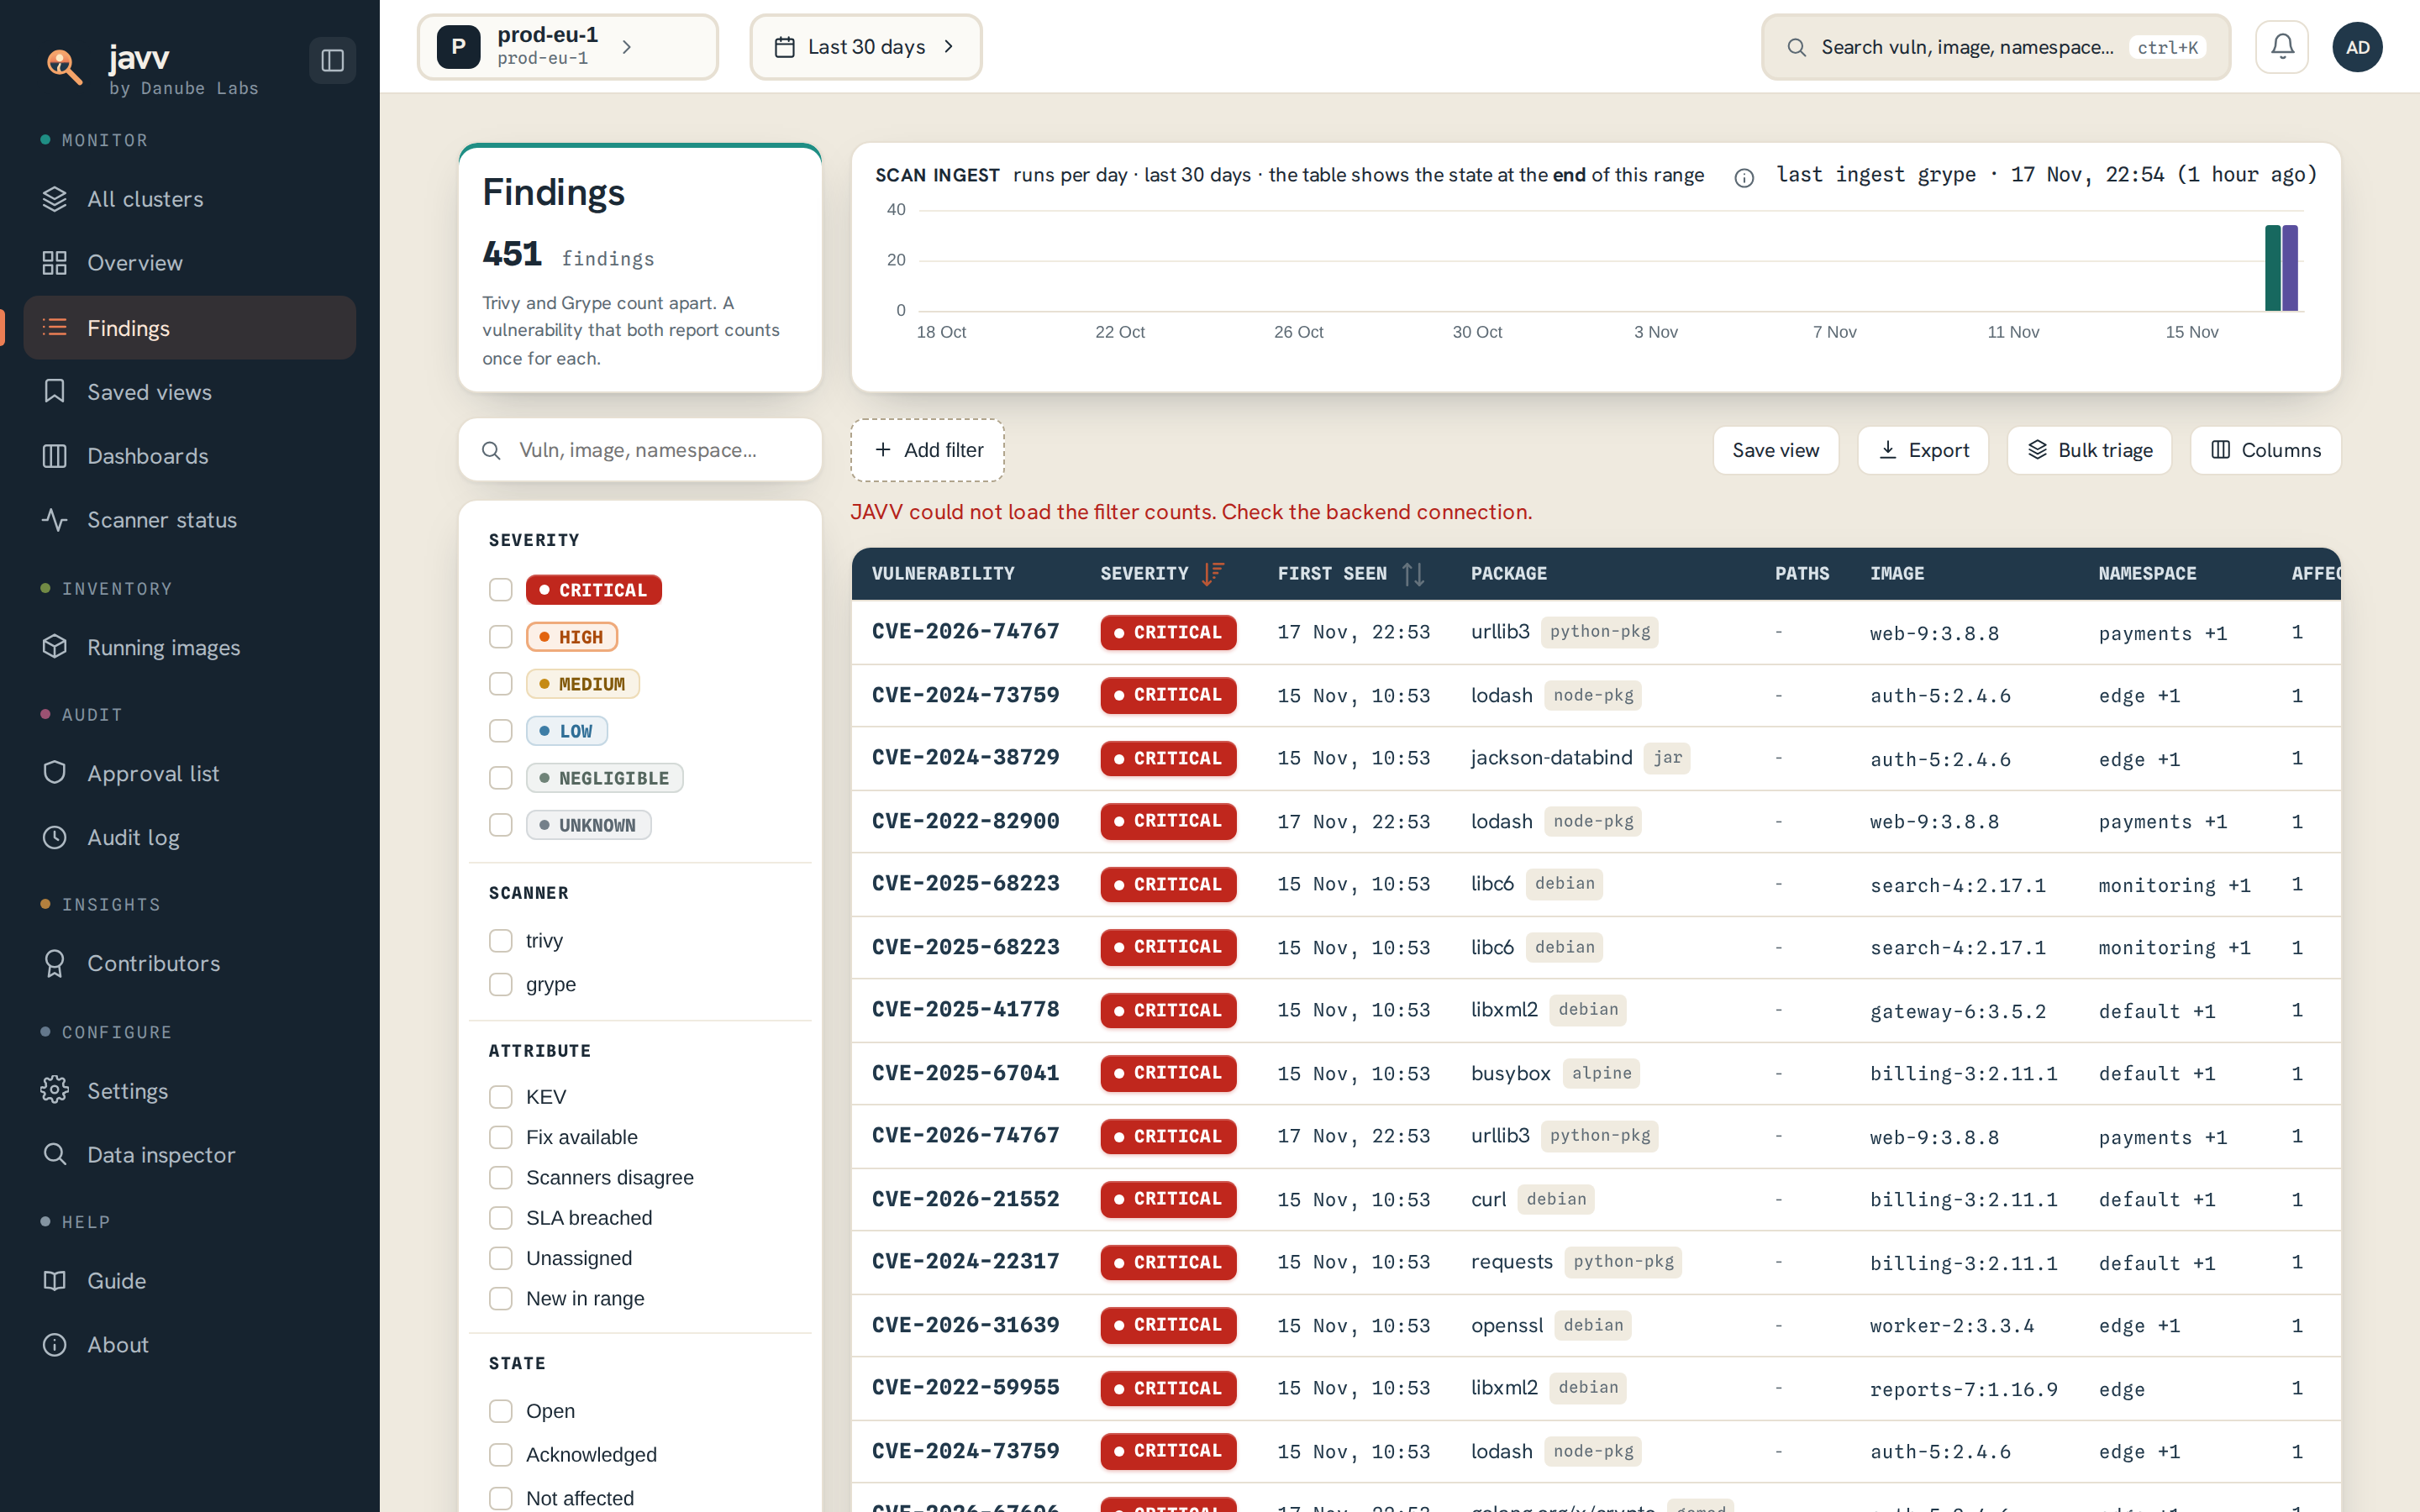 javv
by Danube Labs
MONITOR
All clusters
Overview
Findings
Saved views
Dashboards
Scanner status
INVENTORY
Running images
AUDIT
Approval list
Audit log
INSIGHTS
Contributors
CONFIGURE
Settings
Data inspector
HELP
Guide
About
P
prod-eu-1
prod-eu-1
Last 30 days
Search vuln, image, namespace...
ctrl+K
AD
Findings
451 findings
Trivy and Grype count apart. A
vulnerability that both report counts
once for each.
SCAN INGEST runs per day · last 30 days · the table shows the state at the end of this range
last ingest grype · 17 Nov, 22:54 (1 hour ago)
40
20
0
18 Oct 22 Oct 26 Oct 30 Oct 3 Nov 7 Nov 11 Nov 15 Nov
Vuln, image, namespace...
Add filter
Save view
Export
Bulk triage
Columns
JAVV could not load the filter counts. Check the backend connection.
SEVERITY
CRITICAL
HIGH
MEDIUM
LOW
NEGLIGIBLE
UNKNOWN
SCANNER
trivy
grype
ATTRIBUTE
KEV
Fix available
Scanners disagree
SLA breached
Unassigned
New in range
STATE
Open
Acknowledged
Not affected
VULNERABILITY SEVERITY FIRST SEEN PACKAGE PATHS IMAGE NAMESPACE
CVE-2026-74767 CRITICAL 17 Nov, 22:53 urllib3 python-pkg - web-9:3.8.8 payments +1 1
CVE-2024-73759 CRITICAL 15 Nov, 10:53 lodash node-pkg - auth-5:2.4.6 edge +1 1
CVE-2024-38729 CRITICAL 15 Nov, 10:53 jackson-databind jar - auth-5:2.4.6 edge +1 1
CVE-2022-82900 CRITICAL 17 Nov, 22:53 lodash node-pkg - web-9:3.8.8 payments +1 1
CVE-2025-68223 CRITICAL 15 Nov, 10:53 libc6 debian - search-4:2.17.1 monitoring +1 1
CVE-2025-68223 CRITICAL 15 Nov, 10:53 libc6 debian - search-4:2.17.1 monitoring +1 1
CVE-2025-41778 CRITICAL 15 Nov, 10:53 libxml2 debian - gateway-6:3.5.2 default +1 1
CVE-2025-67041 CRITICAL 15 Nov, 10:53 busybox alpine - billing-3:2.11.1 default +1 1
CVE-2026-74767 CRITICAL 17 Nov, 22:53 urllib3 python-pkg - web-9:3.8.8 payments +1 1
CVE-2026-21552 CRITICAL 15 Nov, 10:53 curl debian - billing-3:2.11.1 default +1 1
CVE-2024-22317 CRITICAL 15 Nov, 10:53 requests python-pkg - billing-3:2.11.1 default +1 1
CVE-2026-31639 CRITICAL 15 Nov, 10:53 openssl debian - worker-2:3.3.4 edge +1 1
CVE-2022-59955 CRITICAL 15 Nov, 10:53 libxml2 debian - reports-7:1.16.9 edge 1
CVE-2024-73759 CRITICAL 15 Nov, 10:53 lodash node-pkg - auth-5:2.4.6 edge +1 1